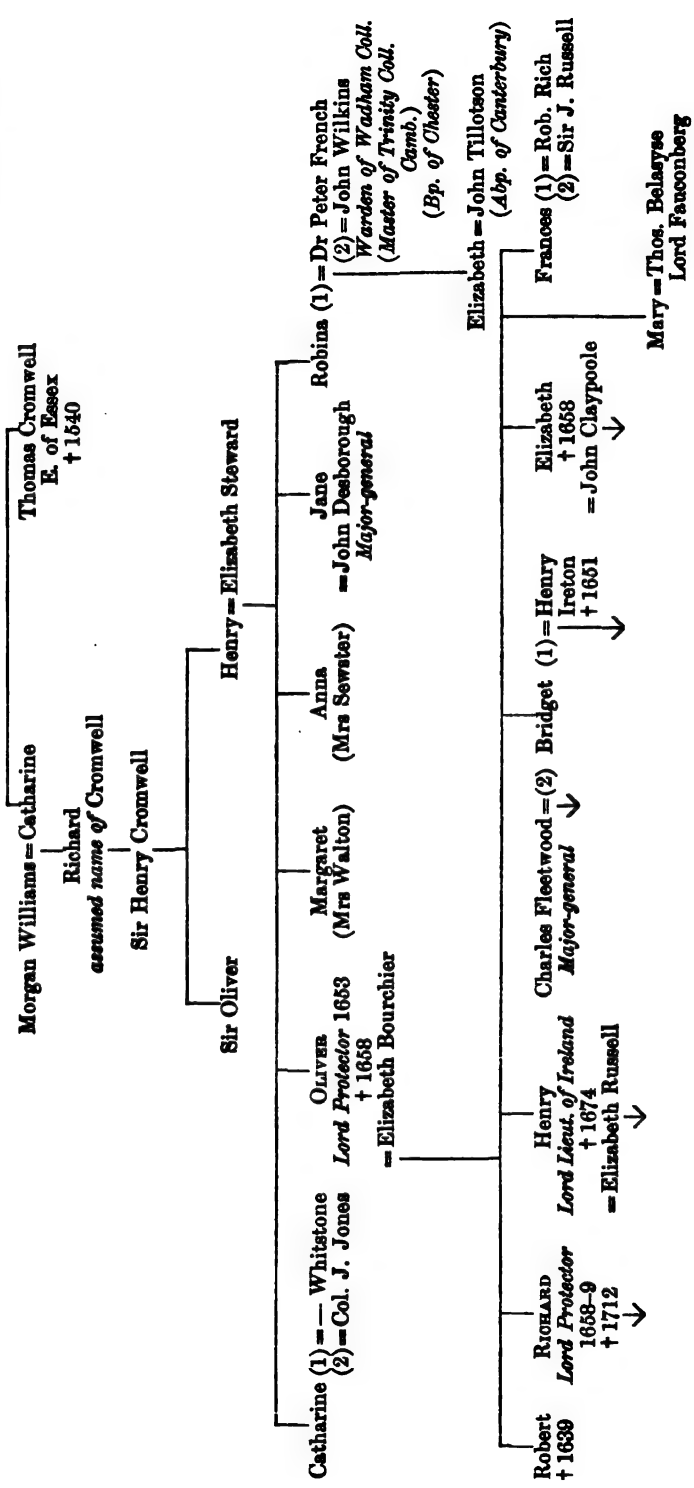 Morgan Williams=Catharine
Thomas Cromwell
E. of Essex
†1540
Richard
assumed name of Cromwell
Sir Henry Cromwell
Sir Oliver
Henry=Elizabeth Steward
Catharine (1)=— Whitstone
(2)=Col. J. Jones
OLIVER
Lord Protector 1653
†1658
=Elizabeth Bourchier
Margaret
(Mrs Walton)
Anna
(Mrs Sewster)
Jane
=John Desborough
Major-general
Robina (1)=Dr Peter French
(2)=John Wilkins
Warden of Wadham Coll.
(Master of Trinity Coll.
Camb.)
(Bp. of Chester)
Elizabeth=John Tillotson
(Abp. of Canterbury)
Robert
†1639
RICHARD
Lord Protector
1658-9
†1712
Henry
Lord Lieut. of Ireland
†1674
=Elizabeth Russell
Charles Fleetwood=(2) Bridget (1)=Henry
Major-general
Ireton
†1651
Elizabeth
†1658
=John Claypoole
Mary=Thos. Belasyse
Lord Fauconberg
Frances (1)=Rob. Rich
(2)=Sir J. Russell